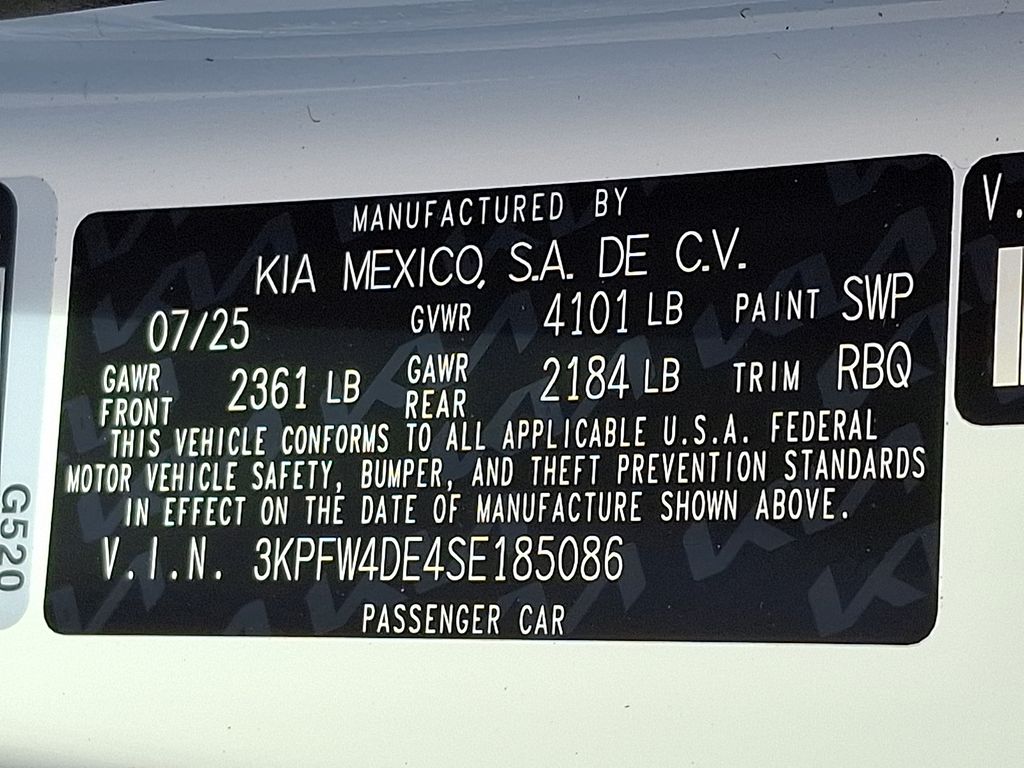 MANUFACTURED BY
KIA MEXICO, S.A. DE C.V.
07/25 GVWR 4101 LB PAINT SWP
GAWR FRONT 2361 LB GAWR REAR 2184 LB TRIM RBQ
THIS VEHICLE CONFORMS TO ALL APPLICABLE U.S.A. FEDERAL
MOTOR VEHICLE SAFETY, BUMPER, AND THEFT PREVENTION STANDARDS
IN EFFECT ON THE DATE OF MANUFACTURE SHOWN ABOVE.
V.I.N. 3KPFW4DE4SE185086
PASSENGER CAR
G520
V.